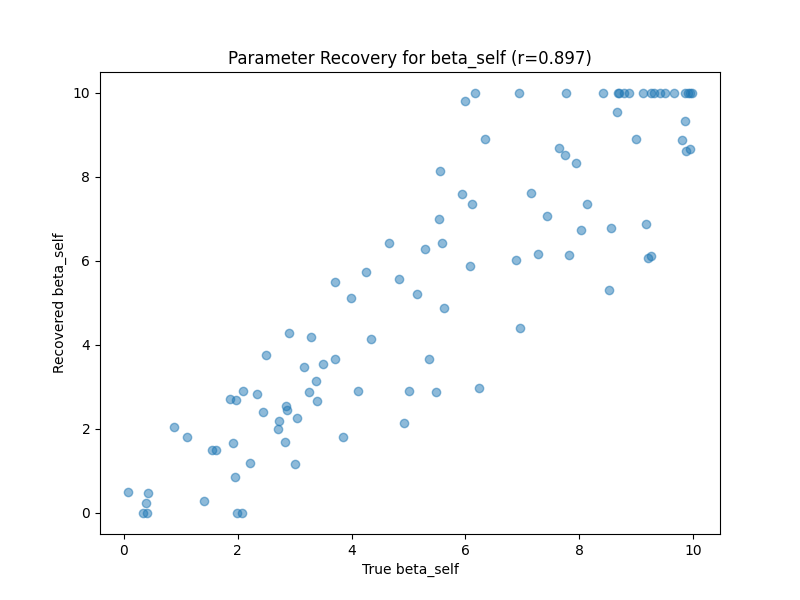 Parameter Recovery for beta_self (r=0.897)
Recovered beta_self
10
8
6
4
2
0
0 2 4 6 8 10
True beta_self